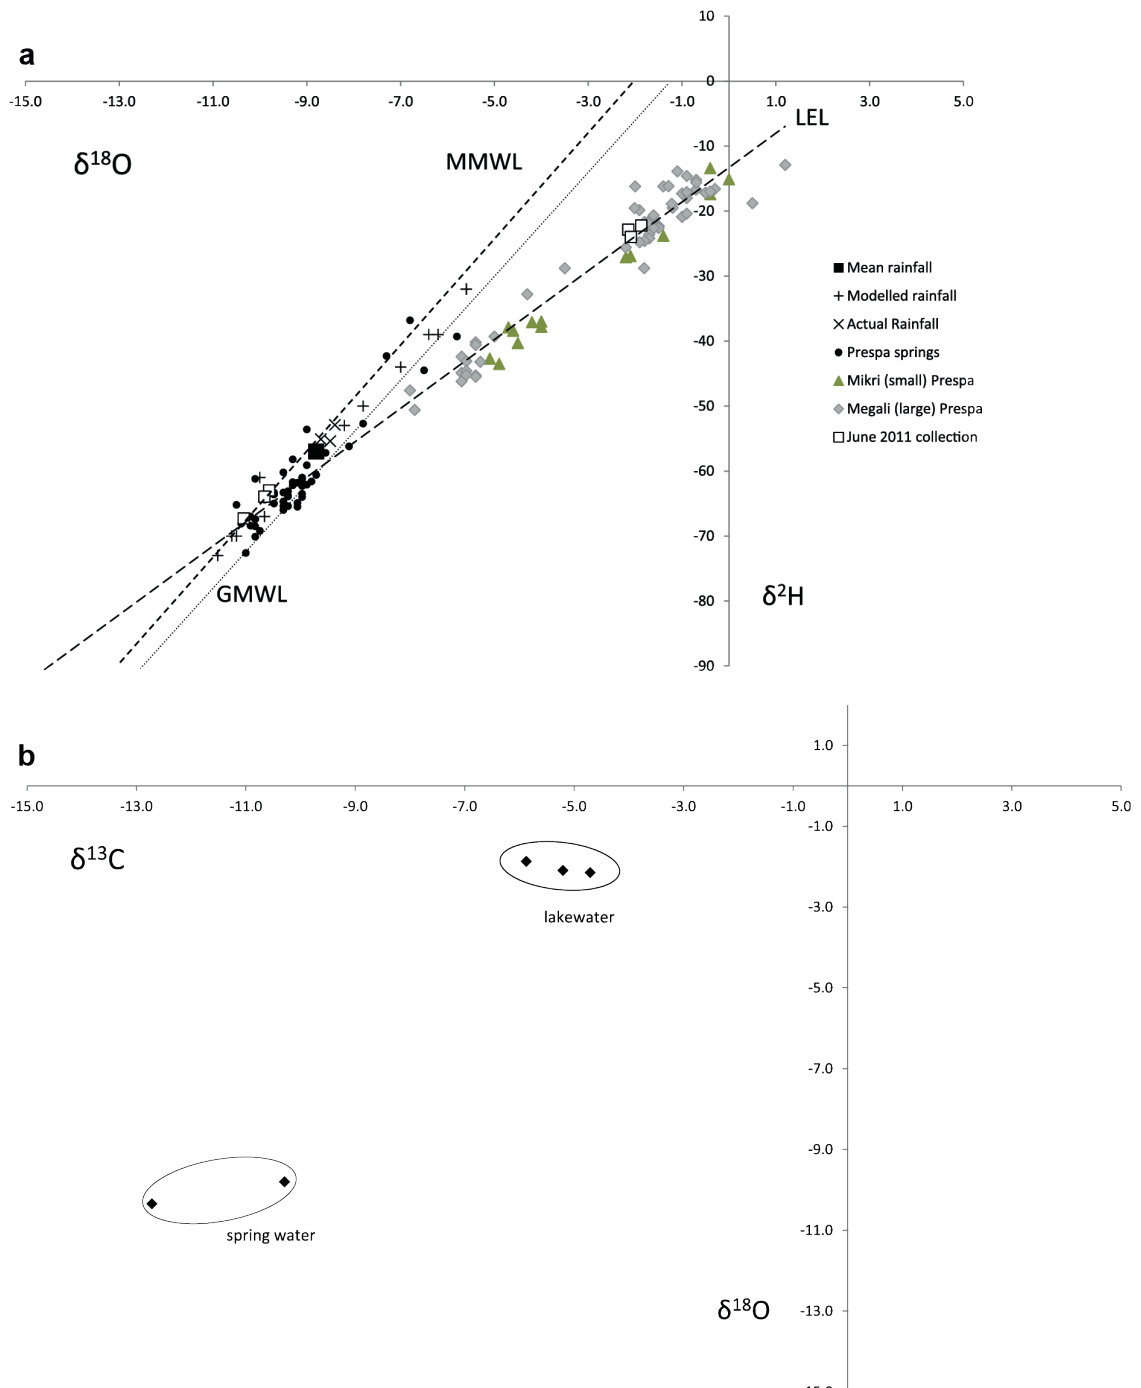 a
10
0
-15.0 -13.0 -11.0 -9.0 -7.0 -5.0 -3.0 -1.0 1.0 3.0 5.0
LEL
-10
MMWL
δ18O
-20
-30
Mean rainfall
Modelled rainfall
Actual Rainfall
-40
Prespa springs
Mikri (small) Prespa
Megali (large) Prespa
-50
June 2011 collection
-60
-70
GMWL
δ2H
-80
-90
b
1.0
-15.0 -13.0 -11.0 -9.0 -7.0 -5.0 -3.0 -1.0 1.0 3.0 5.0
-1.0
δ13C
-3.0
lakewater
-5.0
-7.0
-9.0
-11.0
spring water
δ18O
-13.0
-15.0